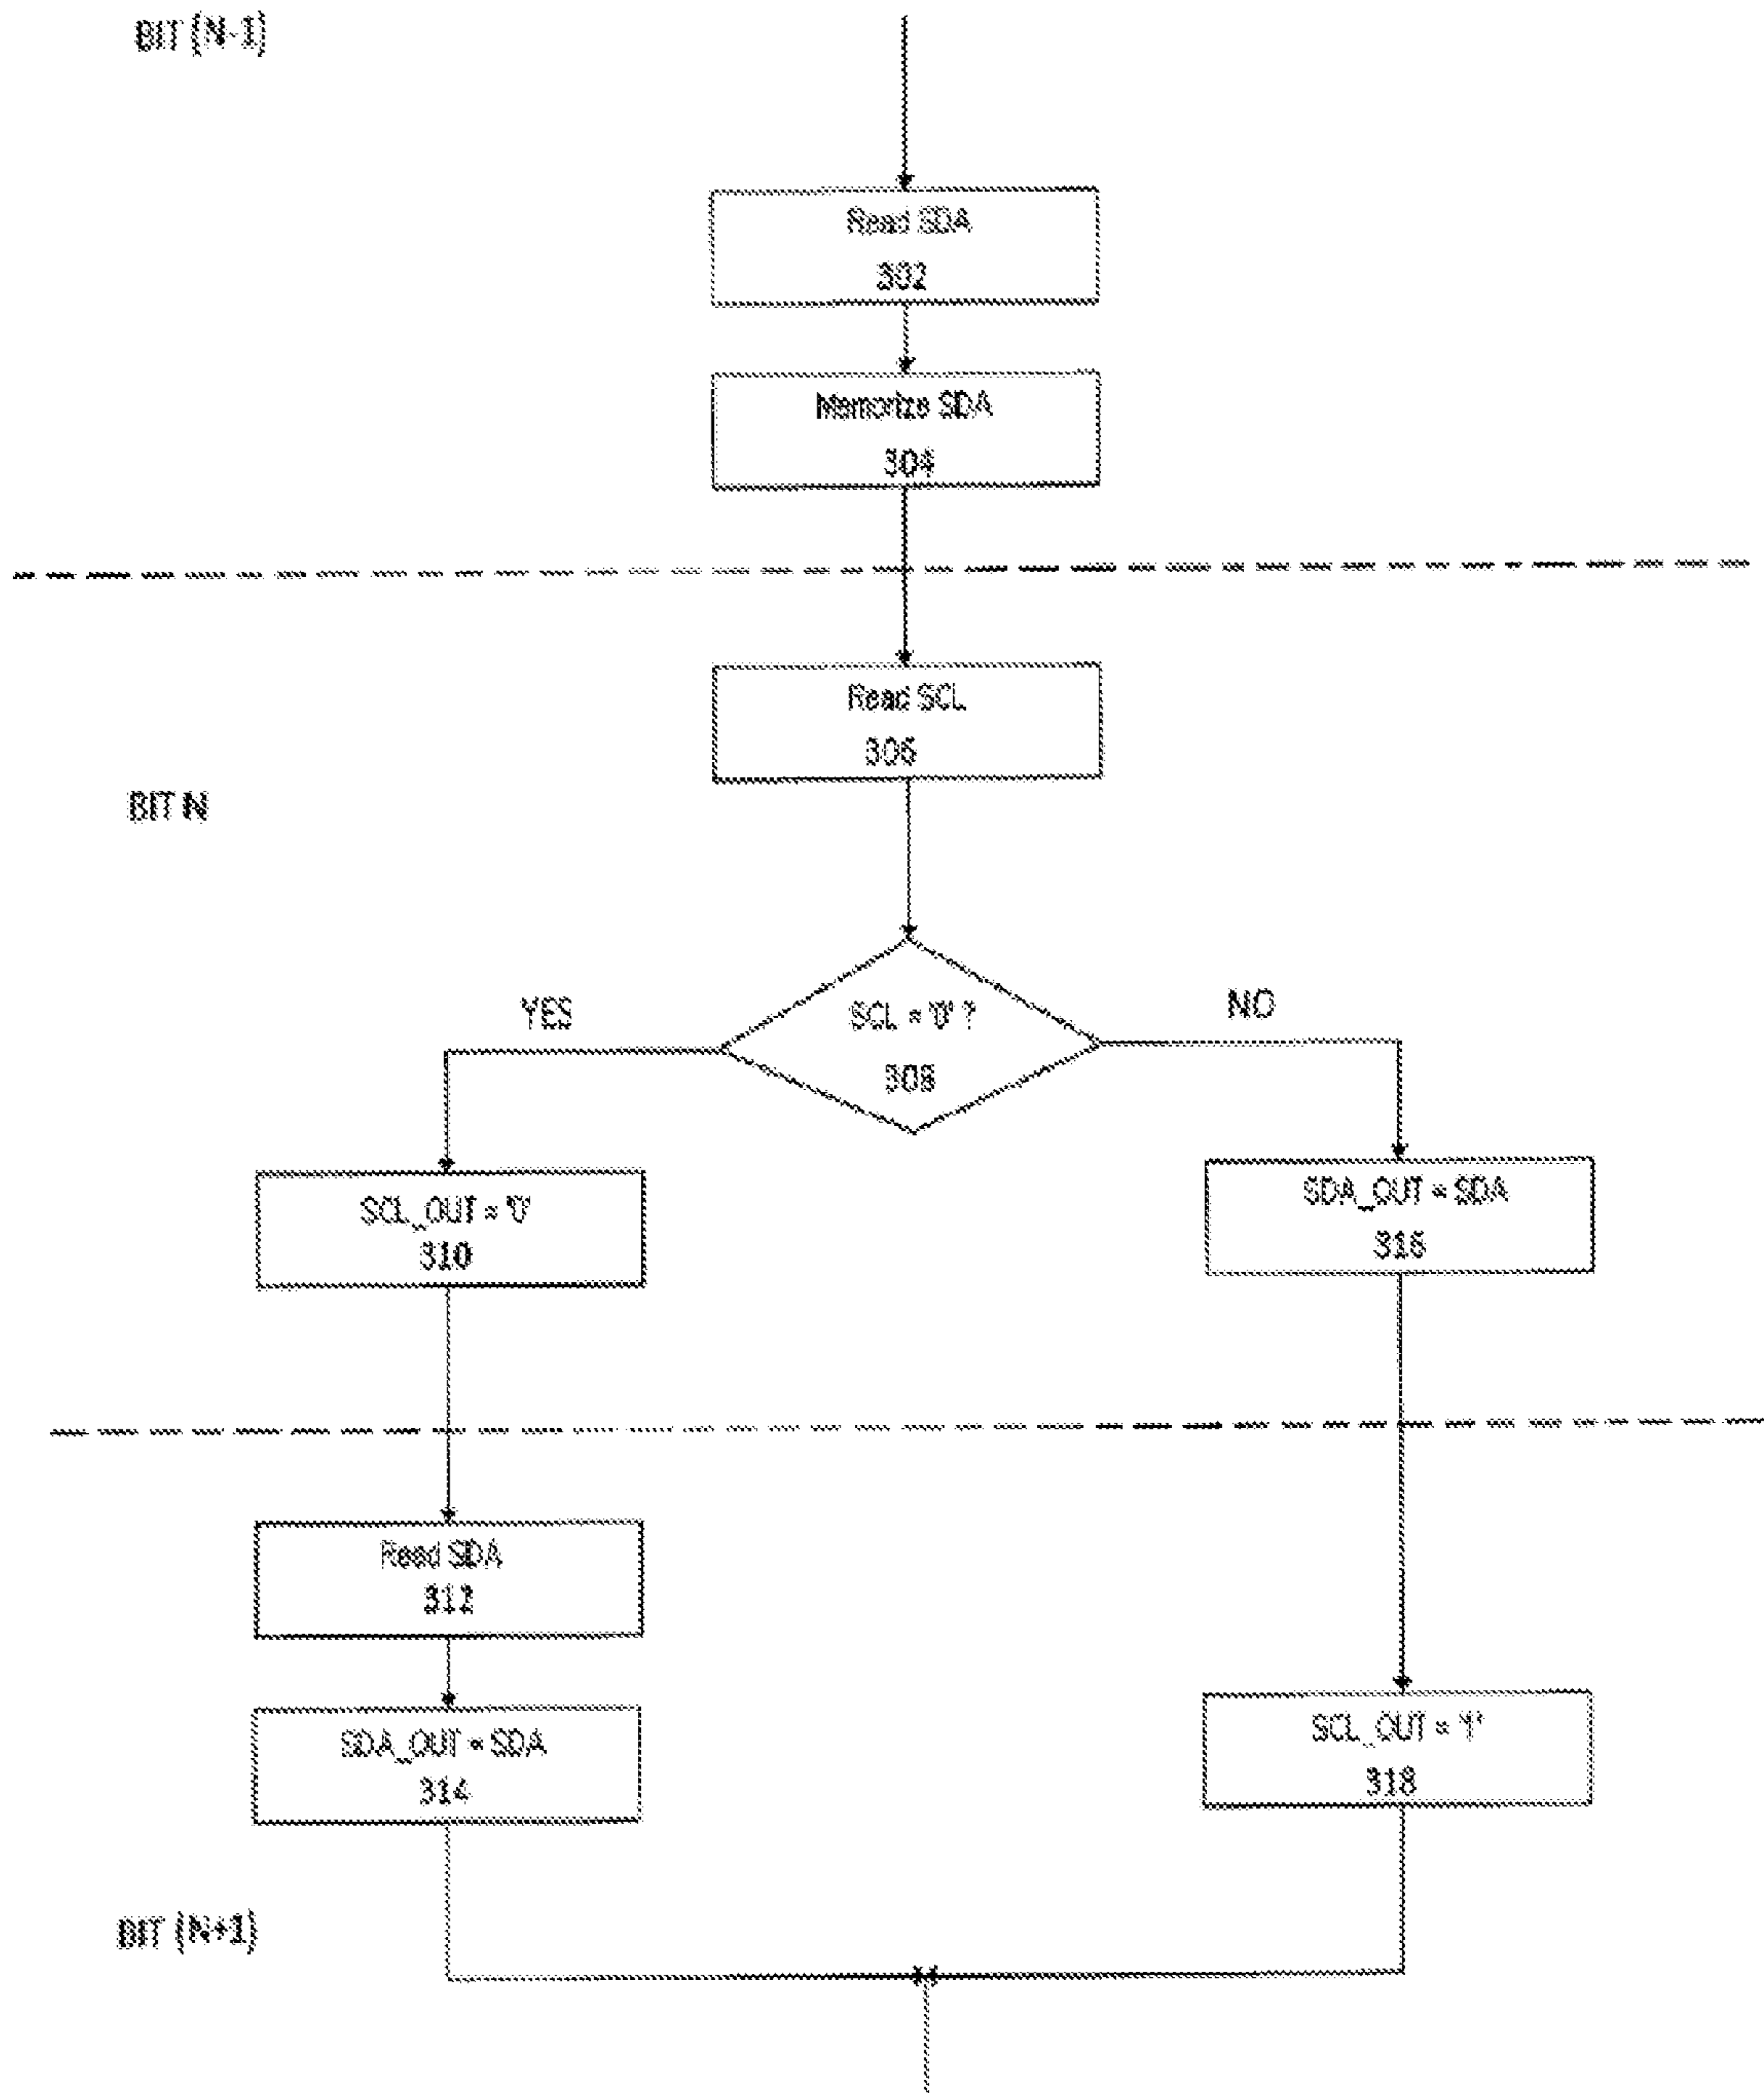 BIT (N-1)
Read SDA
302
Memorize SDA
304
Read SCL
306
BIT N
YES
SCL = '0' ?
308
NO
SCL_OUT = '0'
310
SDA_OUT = SDA
316
Read SDA
312
SDA_OUT = SDA
314
SCL_OUT = '1'
318
BIT (N+1)